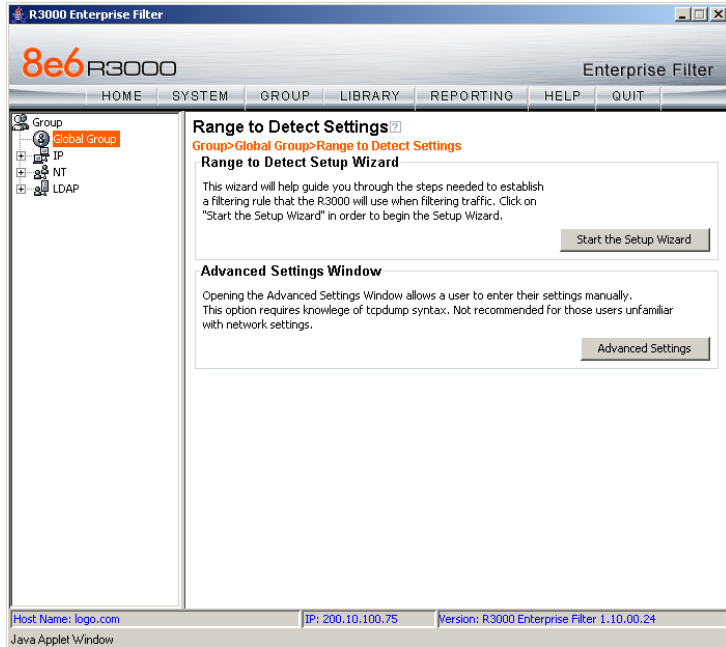 R3000 Enterprise Filter
8e6 R3000
Enterprise Filter
HOME SYSTEM GROUP LIBRARY REPORTING HELP QUIT
Group
Global Group
IP
NT
LDAP
Range to Detect Settings ?
Group>Global Group>Range to Detect Settings
Range to Detect Setup Wizard
This wizard will help guide you through the steps needed to establish
a filtering rule that the R3000 will use when filtering traffic. Click on
"Start the Setup Wizard" in order to begin the Setup Wizard.
Start the Setup Wizard
Advanced Settings Window
Opening the Advanced Settings Window allows a user to enter their settings manually.
This option requires knowlege of tcpdump syntax. Not recommended for those users unfamiliar
with network settings.
Advanced Settings
Host Name: logo.com IP: 200.10.100.75 Version: R3000 Enterprise Filter 1.10.00.24
Java Applet Window